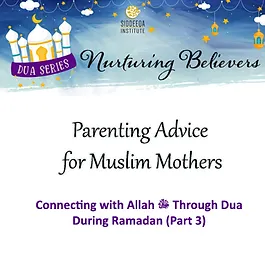 SIDDEEQA
INSTITUTE
DUA SERIES
Nurturing Believers
Parenting Advice
for Muslim Mothers
Connecting with Allah ﷻ Through Dua
During Ramadan (Part 3)